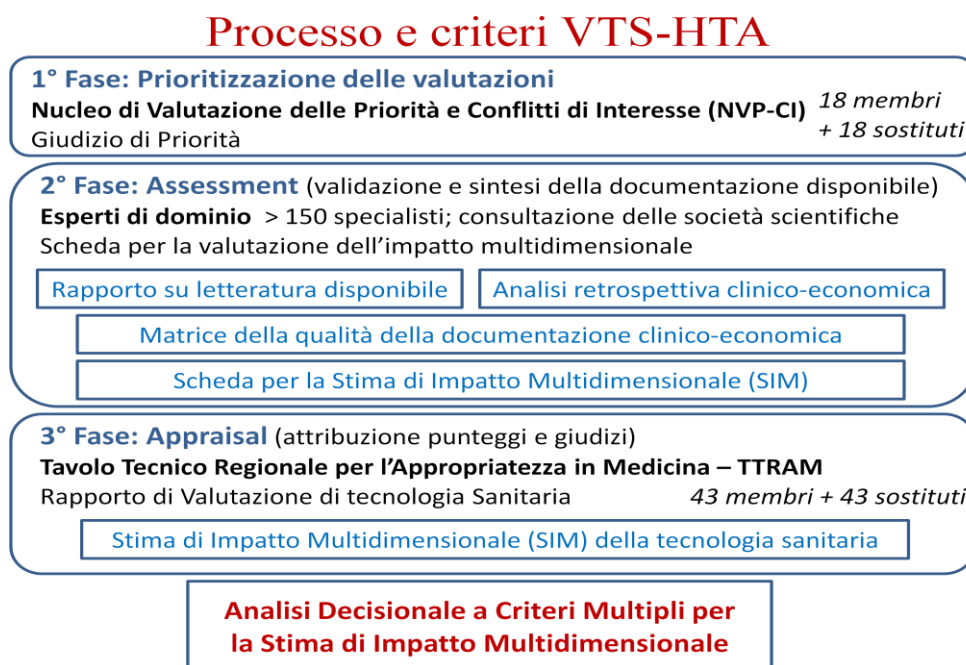 Processo e criteri VTS-HTA
1° Fase: Prioritizzazione delle valutazioni
Nucleo di Valutazione delle Priorità e Conflitti di Interesse (NVP-CI)
18 membri
+ 18 sostituti
Giudizio di Priorità
2° Fase: Assessment (validazione e sintesi della documentazione disponibile)
Esperti di dominio > 150 specialisti; consultazione delle società scientifiche
Scheda per la valutazione dell'impatto multidimensionale
Rapporto su letteratura disponibile
Analisi retrospettiva clinico-economica
Matrice della qualità della documentazione clinico-economica
Scheda per la Stima di Impatto Multidimensionale (SIM)
3° Fase: Appraisal (attribuzione punteggi e giudizi)
Tavolo Tecnico Regionale per l'Appropriatezza in Medicina – TTRAM
Rapporto di Valutazione di tecnologia Sanitaria 43 membri + 43 sostituti
Stima di Impatto Multidimensionale (SIM) della tecnologia sanitaria
Analisi Decisionale a Criteri Multipli per
la Stima di Impatto Multidimensionale